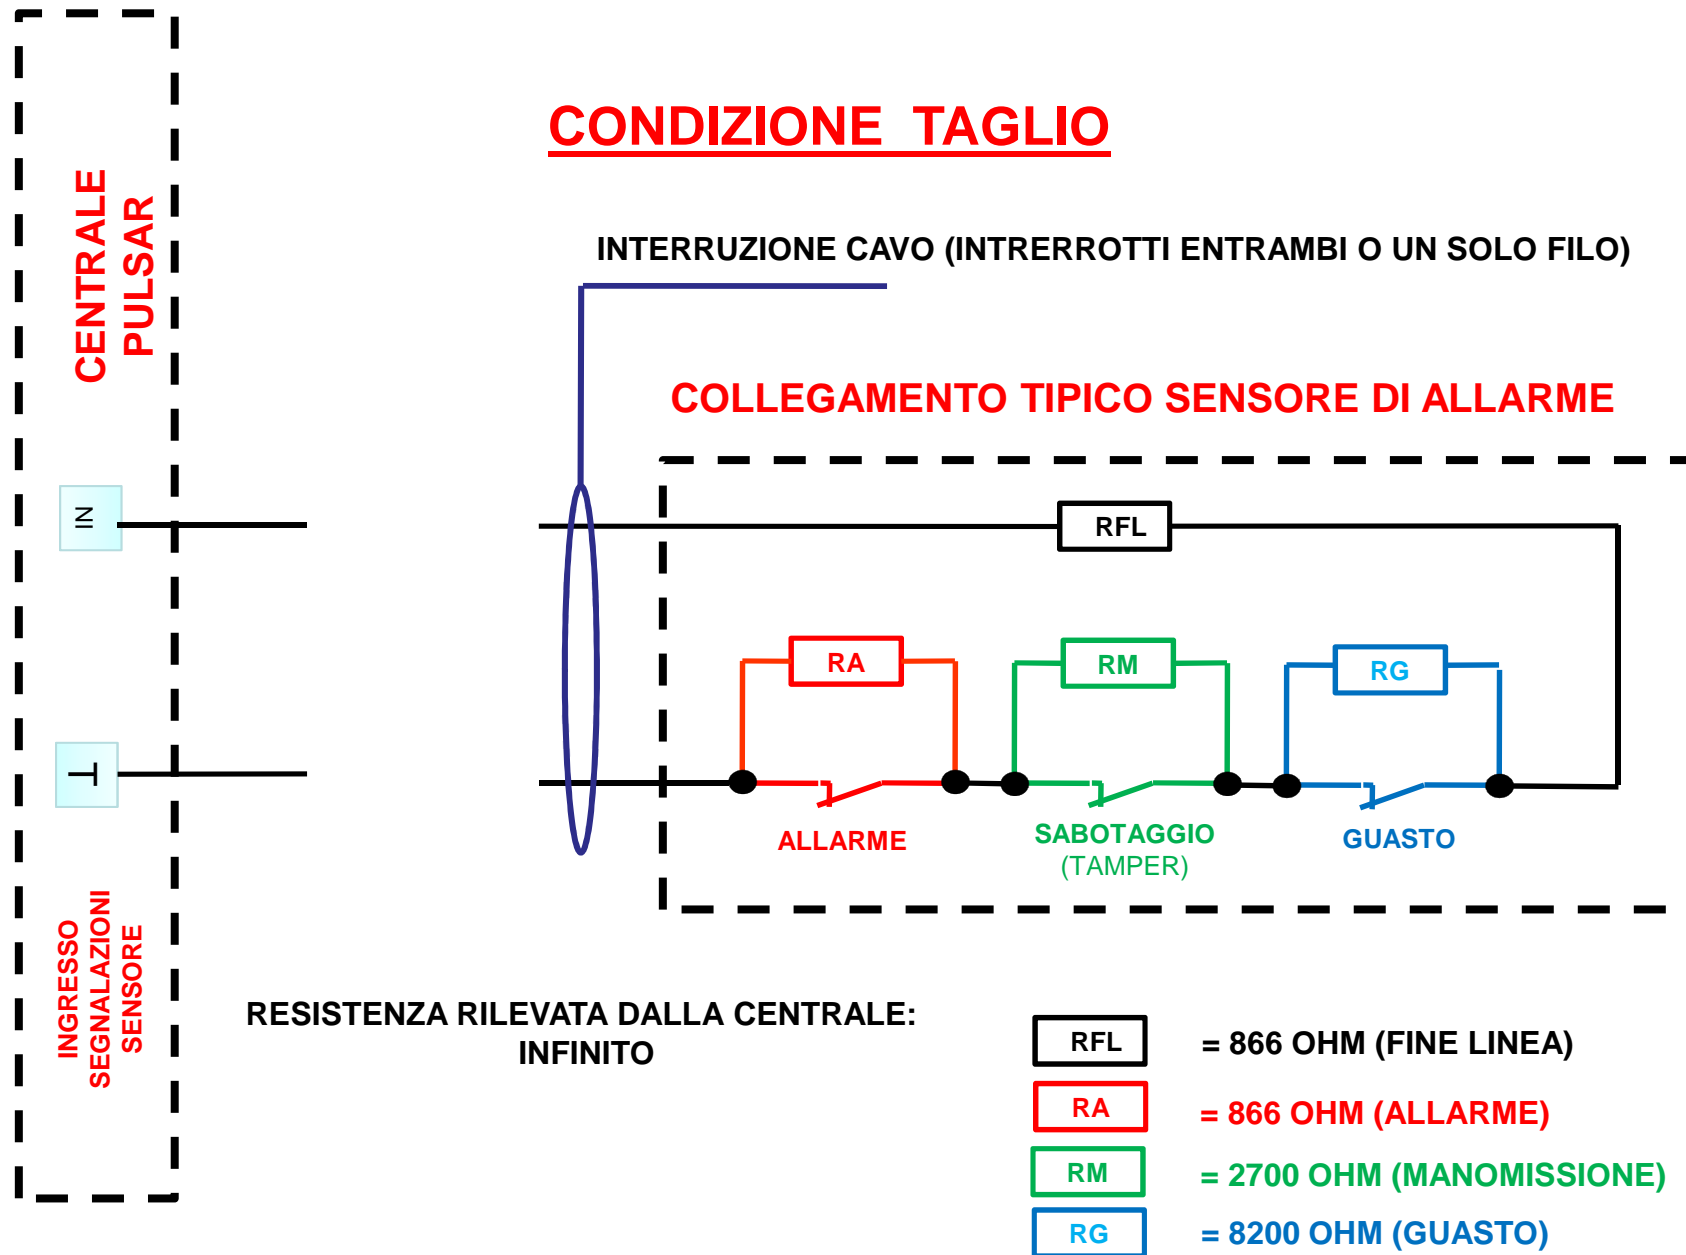 CONDIZIONE TAGLIO
CENTRALE
PULSAR
INTERRUZIONE CAVO (INTRERROTTI ENTRAMBI O UN SOLO FILO)
COLLEGAMENTO TIPICO SENSORE DI ALLARME
IN
RFL
RA
RM
RG
T
ALLARME
SABOTAGGIO
(TAMPER)
GUASTO
INGRESSO
SEGNALAZIONI
SENSORE
RESISTENZA RILEVATA DALLA CENTRALE:
INFINITO
RFL = 866 OHM (FINE LINEA)
RA = 866 OHM (ALLARME)
RM = 2700 OHM (MANOMISSIONE)
RG = 8200 OHM (GUASTO)